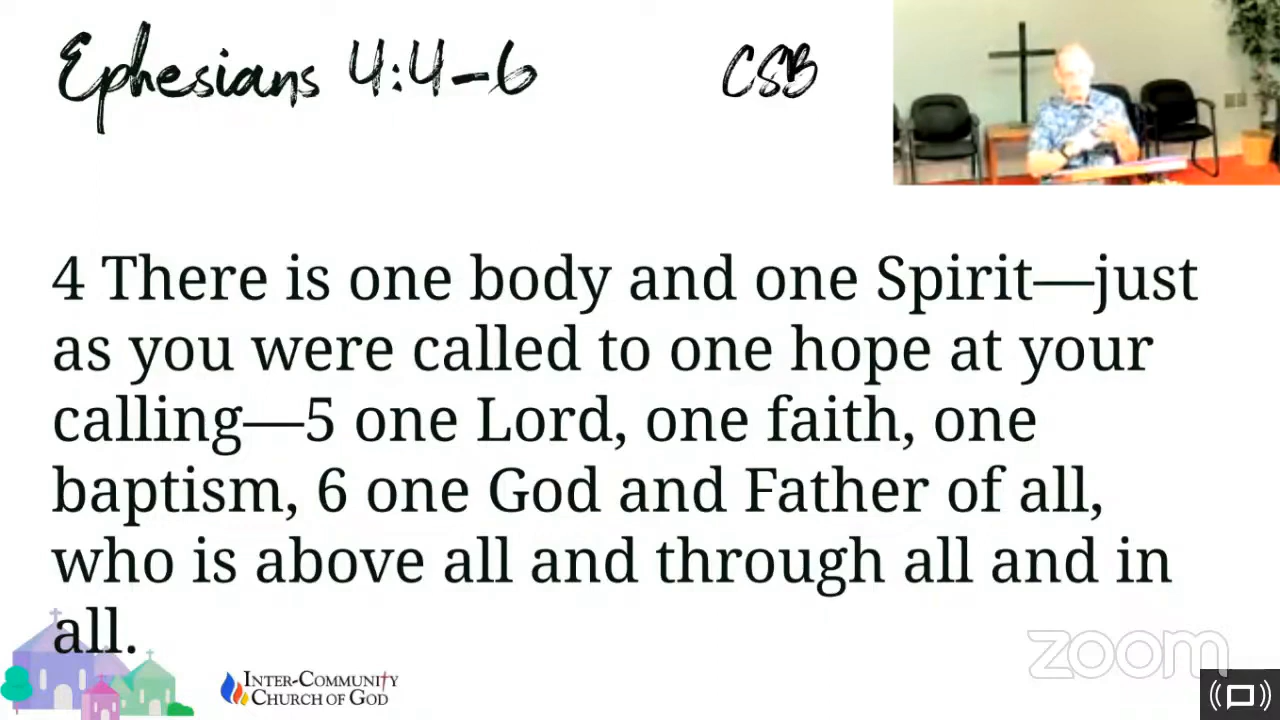 Ephesians 4:4-6 CSB
4 There is one body and one Spirit—just
as you were called to one hope at your
calling—5 one Lord, one faith, one
baptism, 6 one God and Father of all,
who is above all and through all and in
all.
zoom
INTER-COMMUNITY
CHURCH OF GOD